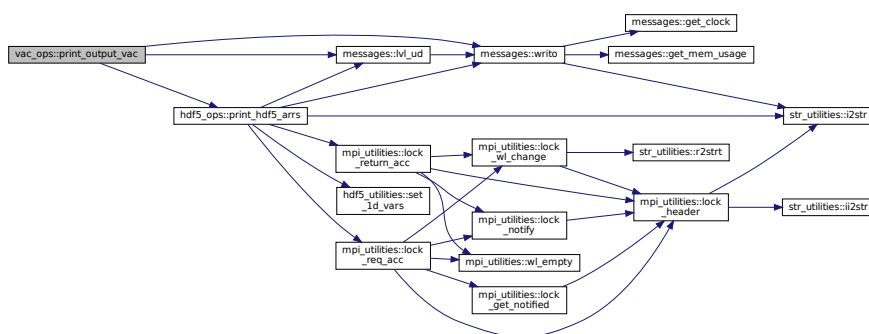 messages::get_clock
vac_ops::print_output_vac
messages::lvl_ud
messages::writo
messages::get_mem_usage
hdf5_ops::print_hdf5_arrs
str_utilities::i2str
mpi_utilities::lock
_return_acc
mpi_utilities::lock
_wl_change
str_utilities::r2strt
hdf5_utilities::set
_1d_vars
mpi_utilities::lock
_header
str_utilities::ii2str
mpi_utilities::lock
_notify
mpi_utilities::lock
_req_acc
mpi_utilities::wl_empty
mpi_utilities::lock
_get_notified